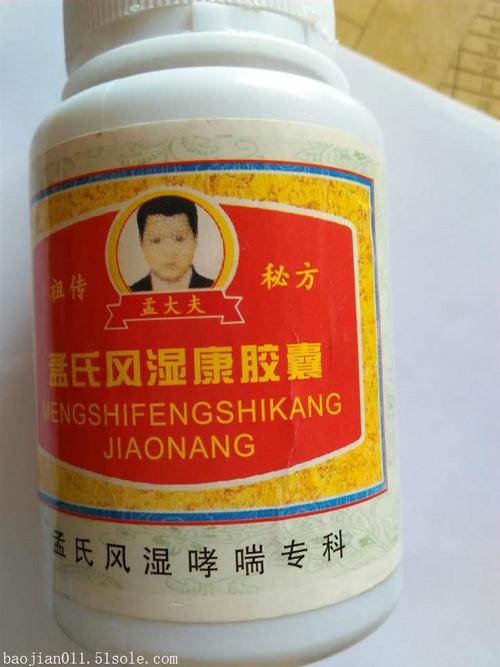 祖传 秘方
孟大夫
孟氏风湿康胶囊
MENGSHIFENGSHIKANG
JIAONANG
孟氏风湿哮喘专科
baojian011.51sole.com